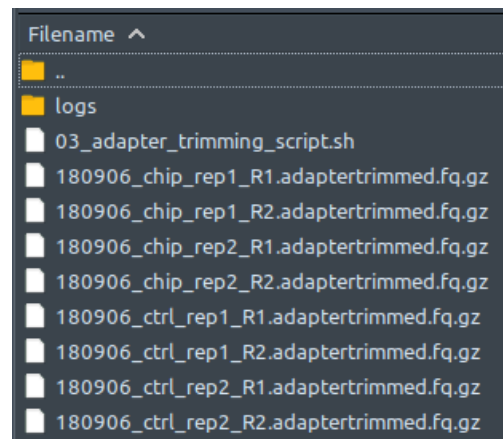 Filename
..
logs
03_adapter_trimming_script.sh
180906_chip_rep1_R1.adaptertrimmed.fq.gz
180906_chip_rep1_R2.adaptertrimmed.fq.gz
180906_chip_rep2_R1.adaptertrimmed.fq.gz
180906_chip_rep2_R2.adaptertrimmed.fq.gz
180906_ctrl_rep1_R1.adaptertrimmed.fq.gz
180906_ctrl_rep1_R2.adaptertrimmed.fq.gz
180906_ctrl_rep2_R1.adaptertrimmed.fq.gz
180906_ctrl_rep2_R2.adaptertrimmed.fq.gz